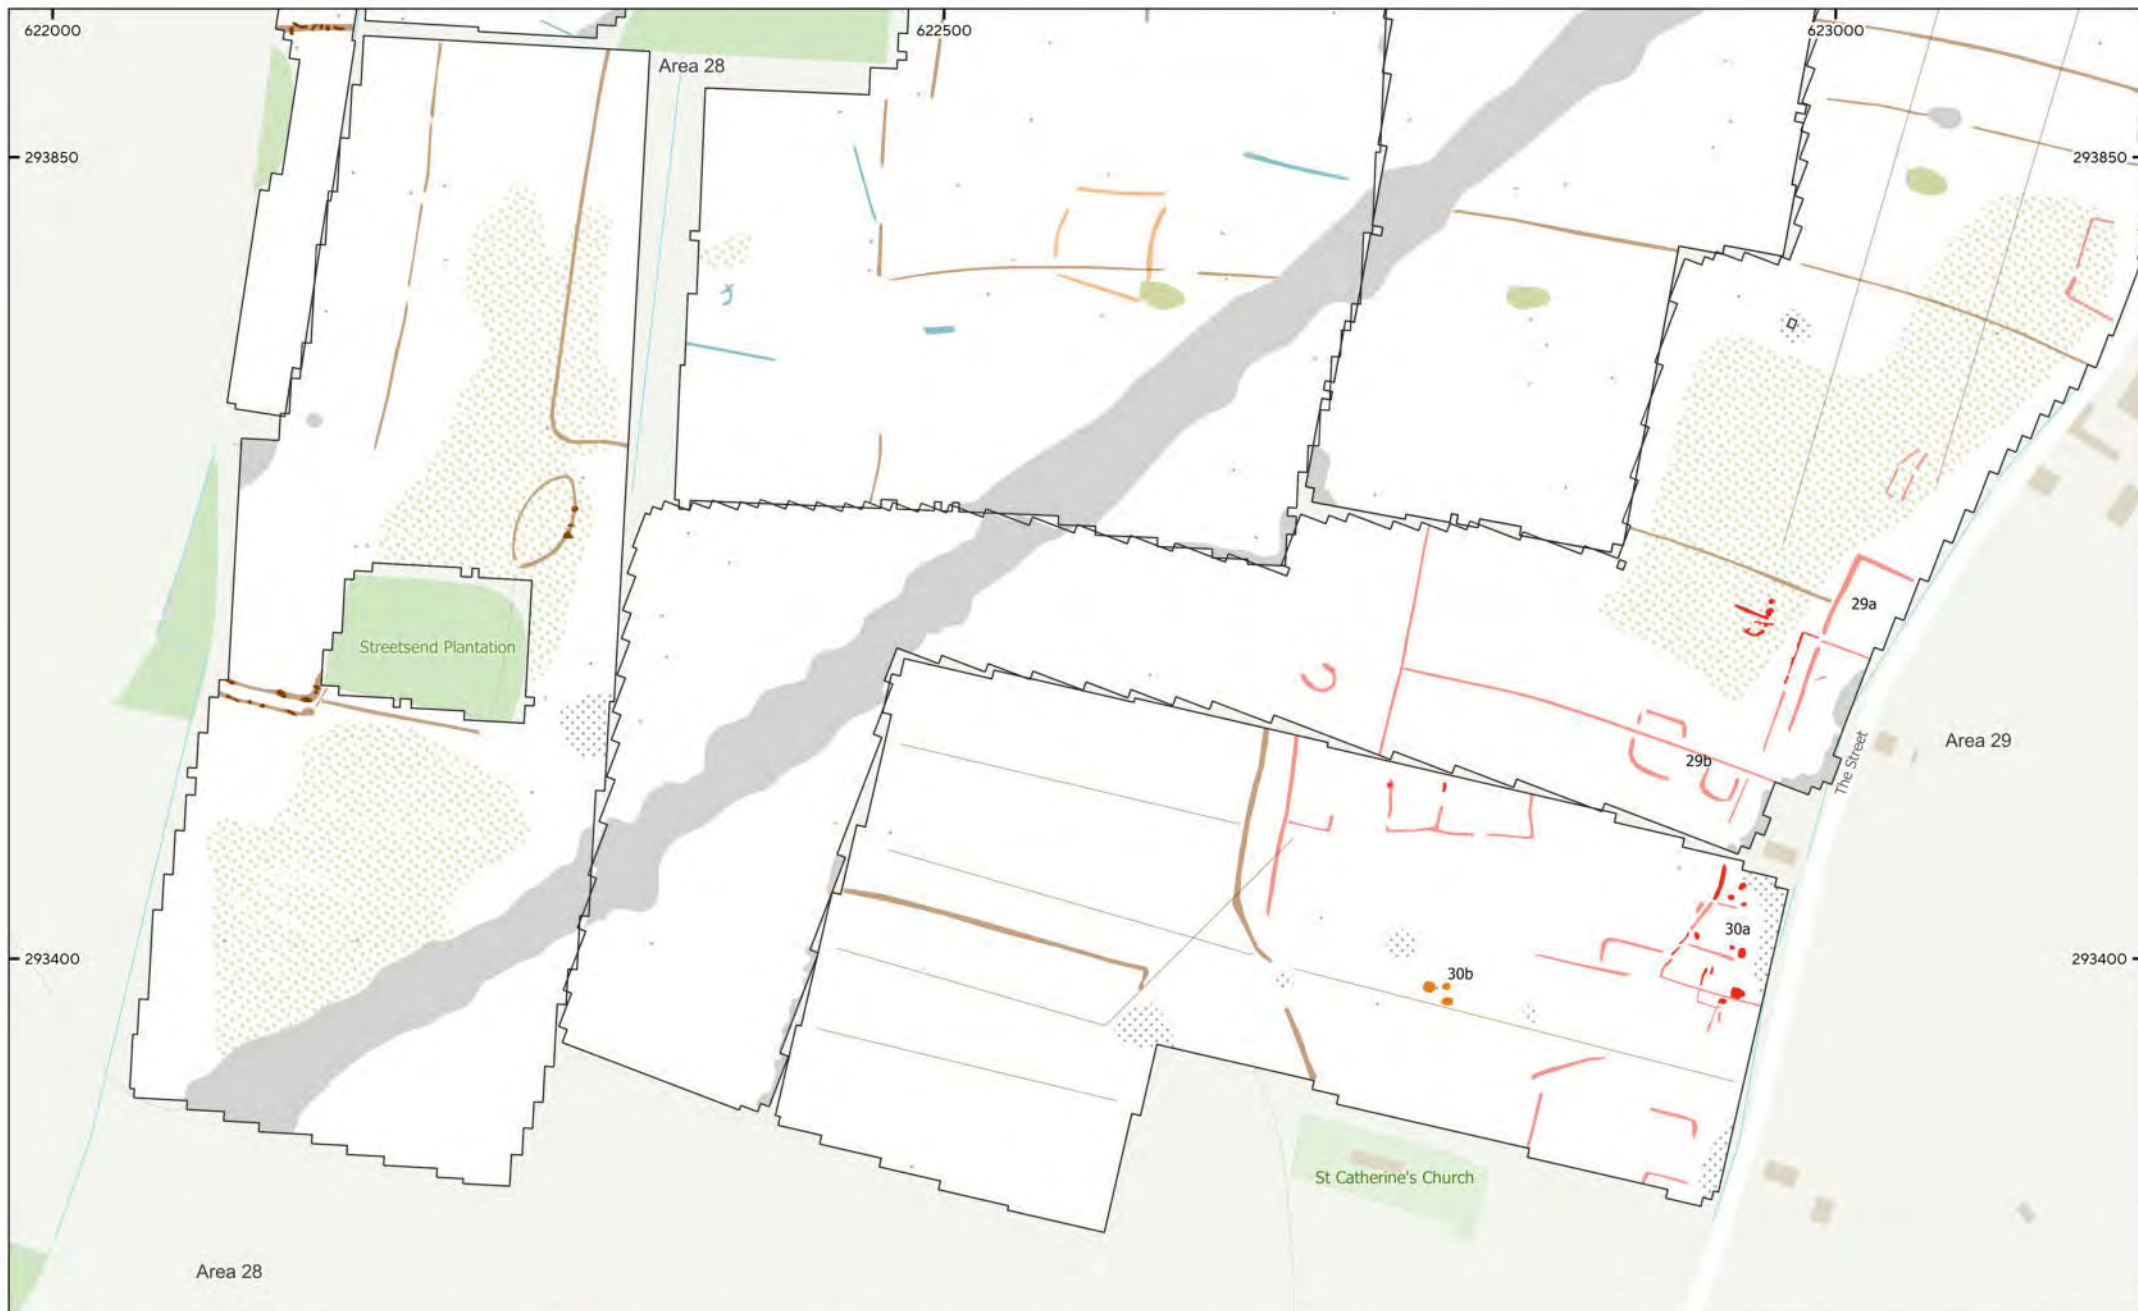 622000
622500
623000
Area 28
293850
293850
29a
Streetsend Plantation
Area 29
29b
The Street
30a
293400
30b
293400
St Catherine's Church
Area 28